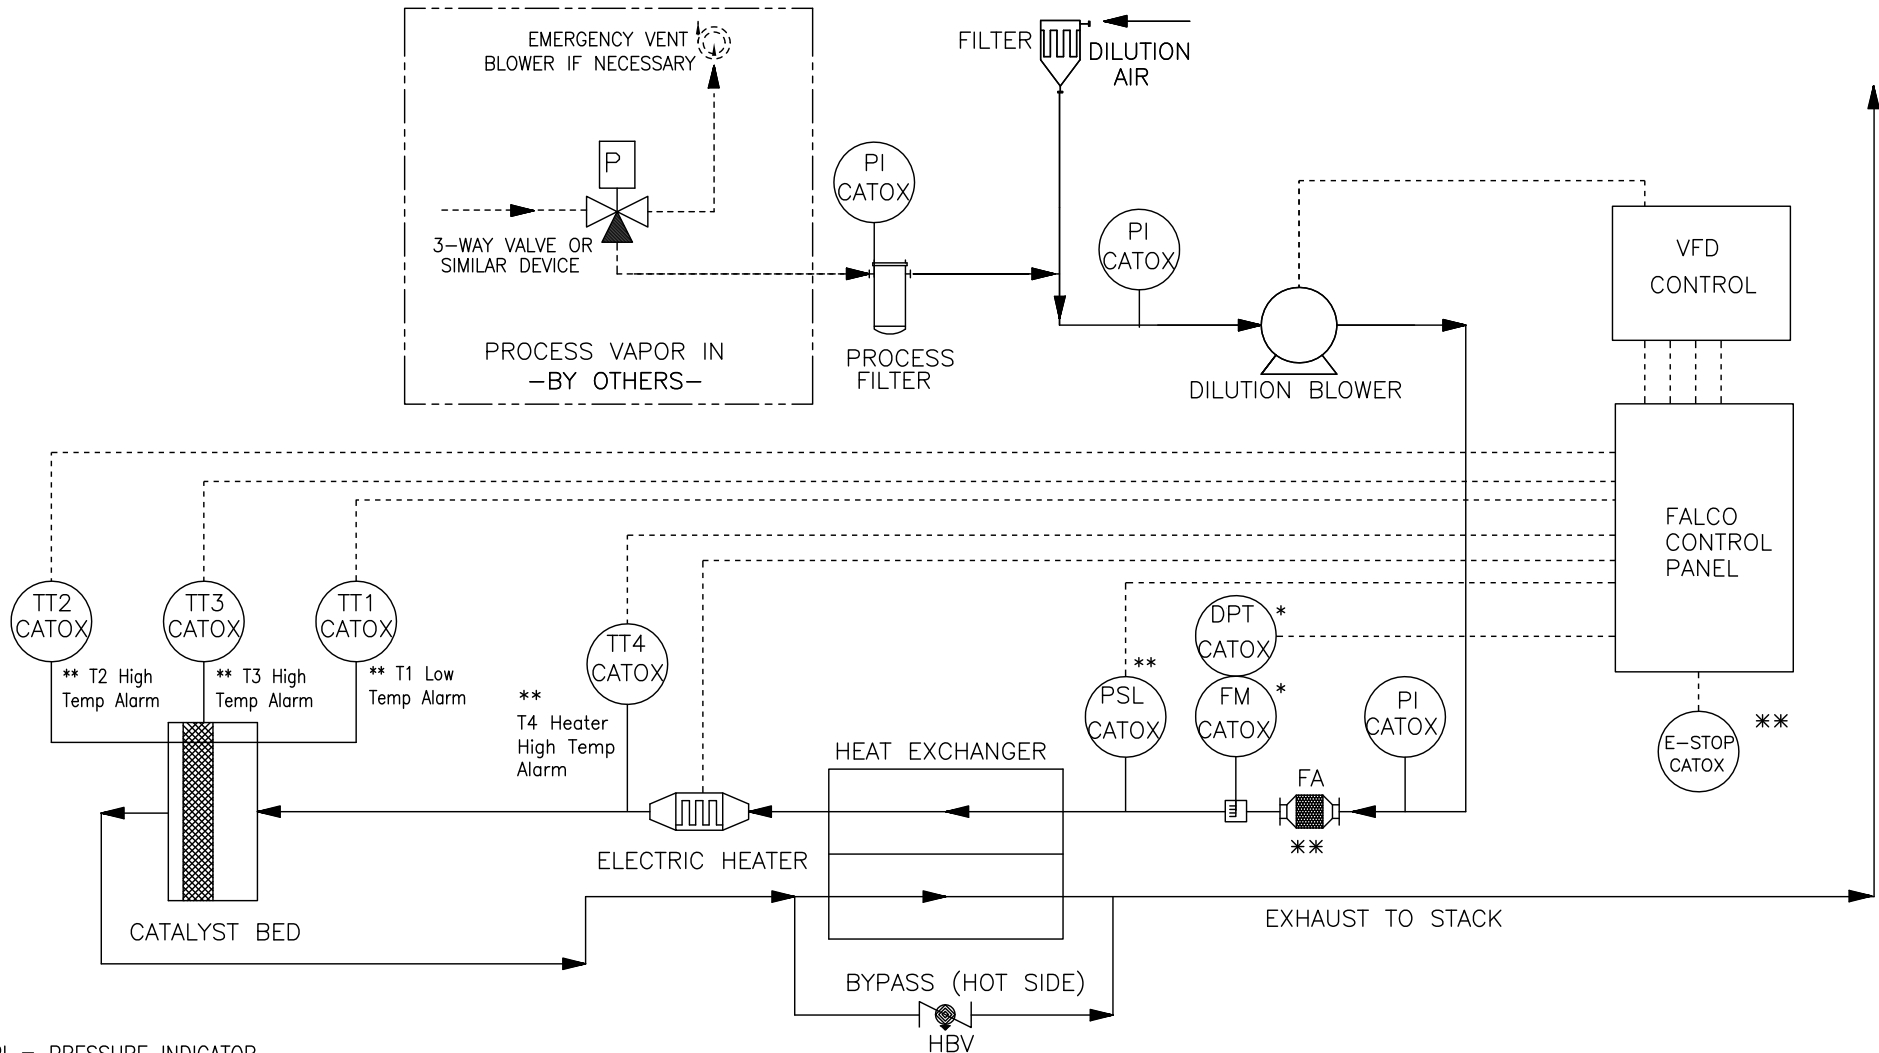 EMERGENCY VENT
BLOWER IF NECESSARY
P
3-WAY VALVE OR
SIMILAR DEVICE
PROCESS VAPOR IN
-BY OTHERS-
FILTER
DILUTION
AIR
PI
CATOX
PROCESS
FILTER
PI
CATOX
DILUTION BLOWER
VFD
CONTROL
FALCO
CONTROL
PANEL
TT2
CATOX
** T2 High
Temp Alarm
TT3
CATOX
** T3 High
Temp Alarm
TT1
CATOX
** T1 Low
Temp Alarm
TT4
CATOX
**
T4 Heater
High Temp
Alarm
PSL
CATOX
**
DPT
CATOX
*
FM
CATOX
*
PI
CATOX
E-STOP
CATOX
**
HEAT EXCHANGER
FA
**
ELECTRIC HEATER
CATALYST BED
EXHAUST TO STACK
BYPASS (HOT SIDE)
HBV
PI - PRESSURE INDICATOR